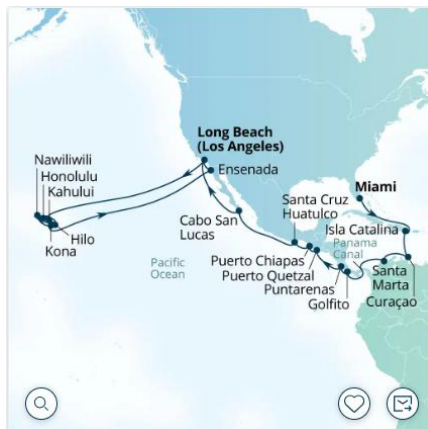 Long Beach
(Los Angeles)
Ensenada
Nawiliwili
Honolulu
Kahului
Hilo
Kona
Miami
Santa Cruz
Huatulco
Isla Catalina
Panama
Canal
Cabo San
Lucas
Pacific
Ocean
Puerto Chiapas
Puerto Quetzal
Puntarenas
Golfito
Santa
Marta
Curaçao